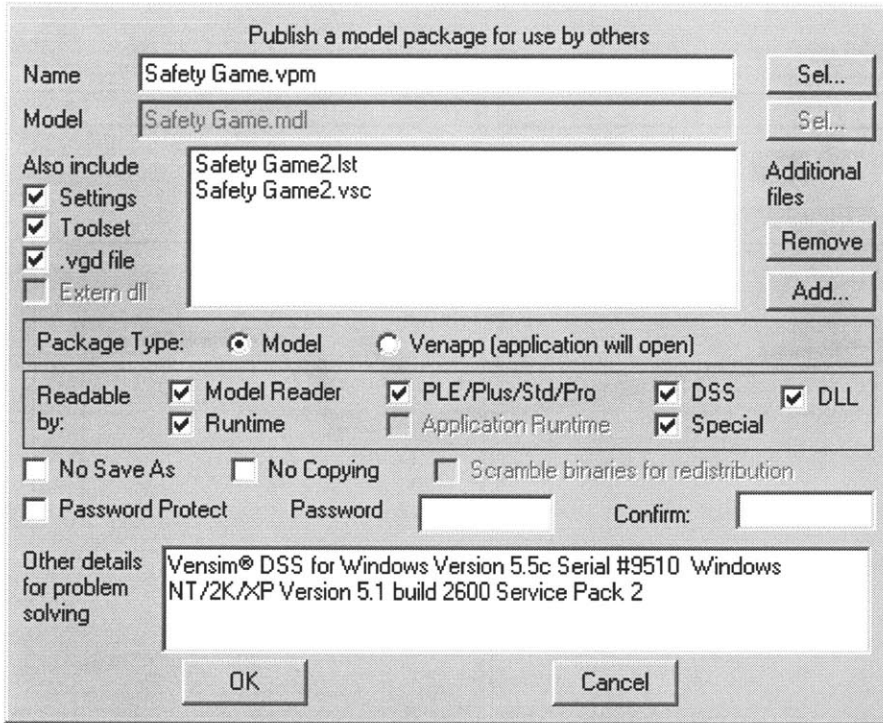 Publish a model package for use by others
Name Safety Game.vpm Sel...
Model Safety Game.mdl Sel...
Also include
Settings
Toolset
.vgd file
Extern dll
Safety Game2.lst
Safety Game2.vsc
Additional
files
Remove
Add...
Package Type: Model Venapp (application will open)
Readable
by:
Model Reader PLE/Plus/Std/Pro DSS DLL
Runtime Application Runtime Special
No Save As No Copying Scramble binaries for redistribution
Password Protect Password Confirm:
Other details
for problem
solving
Vensim® DSS for Windows Version 5.5c Serial #9510 Windows
NT/2K/XP Version 5.1 build 2600 Service Pack 2
OK Cancel